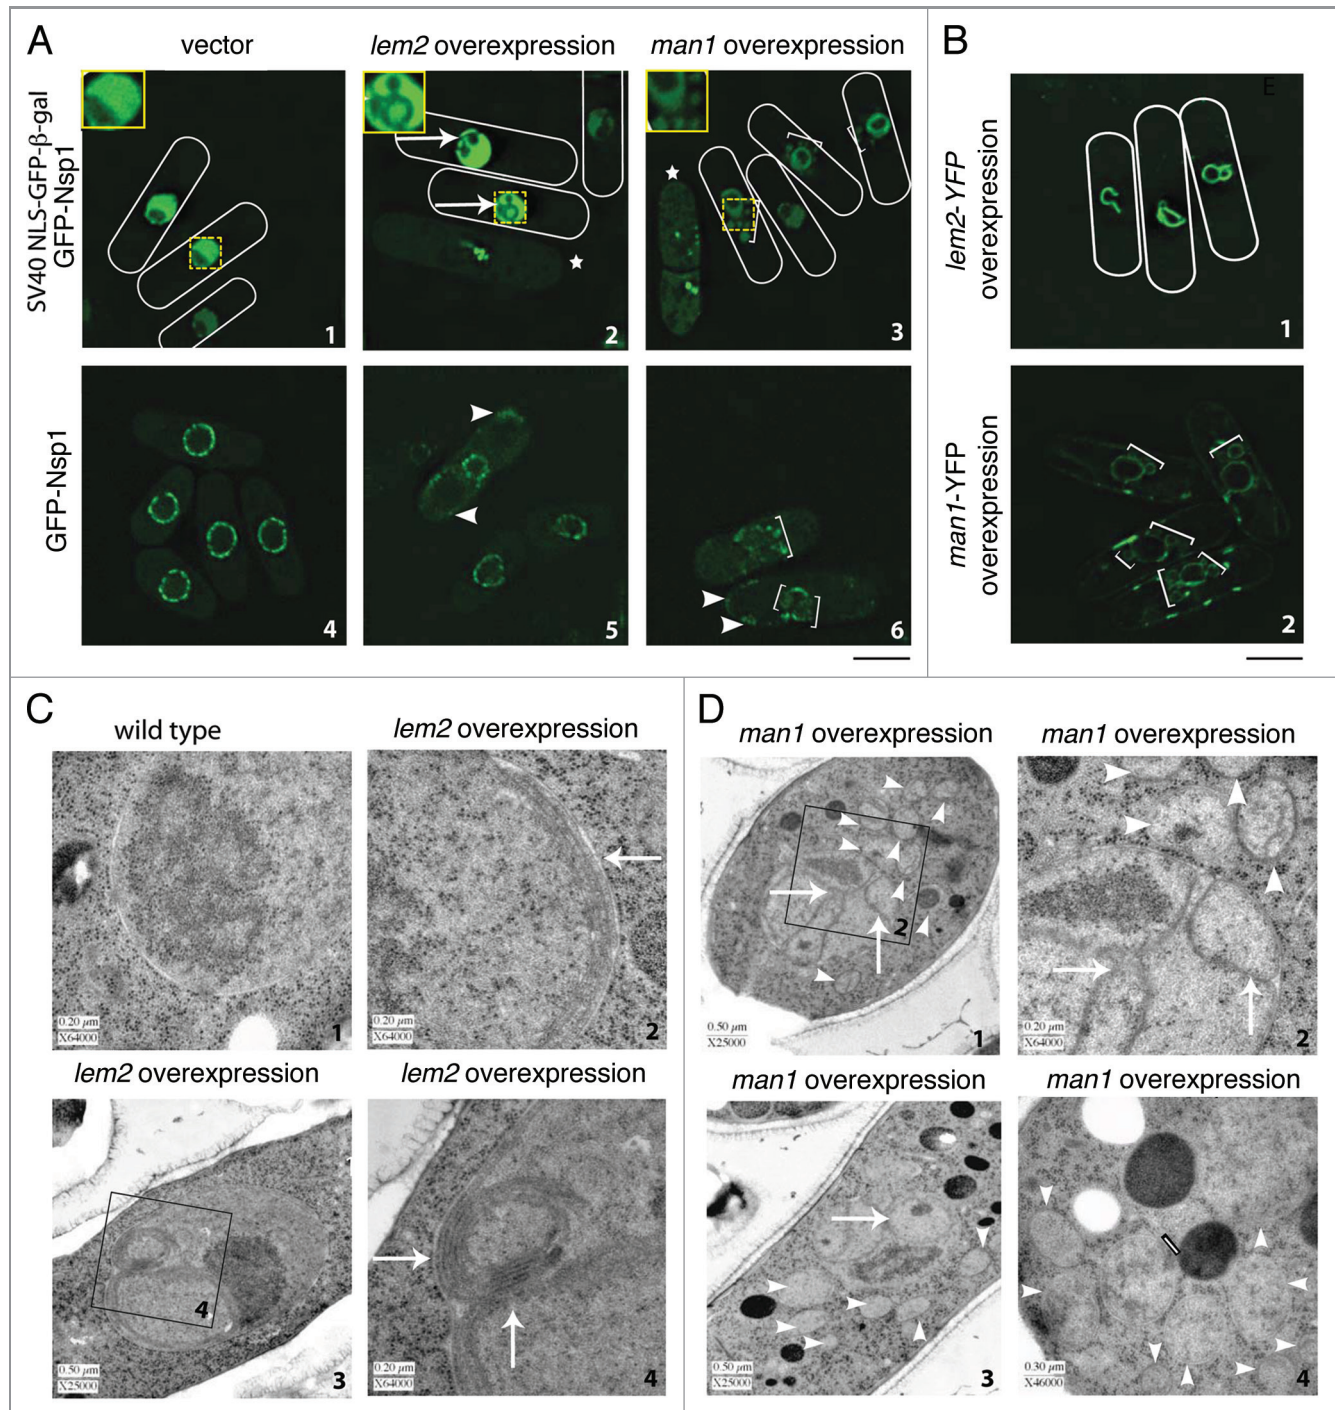 A
vector
lem2 overexpression
man1 overexpression
SV40 NLS-GFP-β-gal
GFP-Nsp1
1
2
3
GFP-Nsp1
4
5
6
B
lem2-YFP
overexpression
E
1
man1-YFP
overexpression
2
C
wild type
lem2 overexpression
0.20 µm
X64000
1
0.20 µm
X64000
2
lem2 overexpression
lem2 overexpression
4
0.50 µm
X25000
3
0.20 µm
X64000
4
D
man1 overexpression
man1 overexpression
2
0.50 µm
X25000
1
0.20 µm
X64000
2
man1 overexpression
man1 overexpression
0.50 µm
X25000
3
0.30 µm
X46000
4